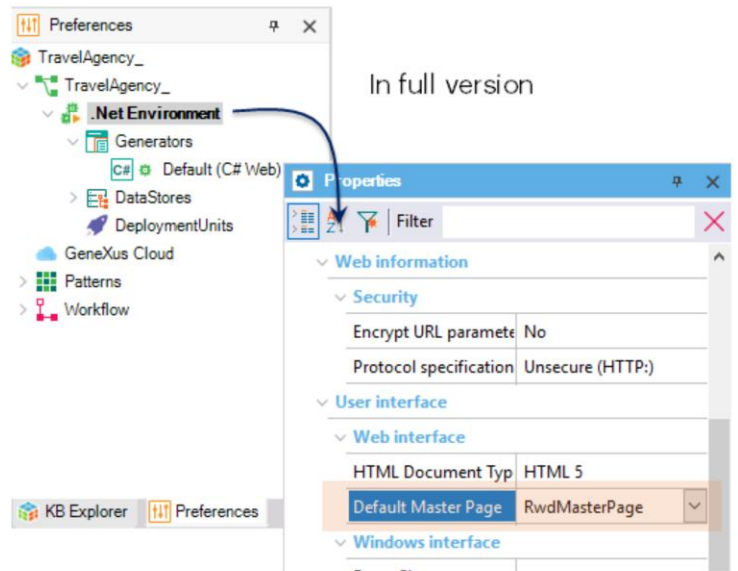 Preferences
TravelAgency_
TravelAgency_
In full version
.Net Environment
Generators
C# Default (C# Web)
Properties
DataStores
DeploymentUnits
Filter
GeneXus Cloud
Patterns
Workflow
Web information
Security
Encrypt URL paramete No
Protocol specification Unsecure (HTTP:)
User interface
Web interface
HTML Document Typ HTML 5
Default Master Page RwdMasterPage
KB Explorer Preferences
Windows interface